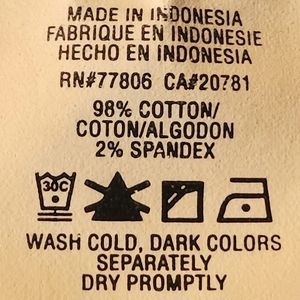 MADE IN INDONESIA
FABRIQUE EN INDONESIE
HECHO EN INDONESIA
RN#77806 CA#20781
98% COTTON/
COTON/ALGODON
2% SPANDEX
30C
WASH COLD, DARK COLORS
SEPARATELY
DRY PROMPTLY